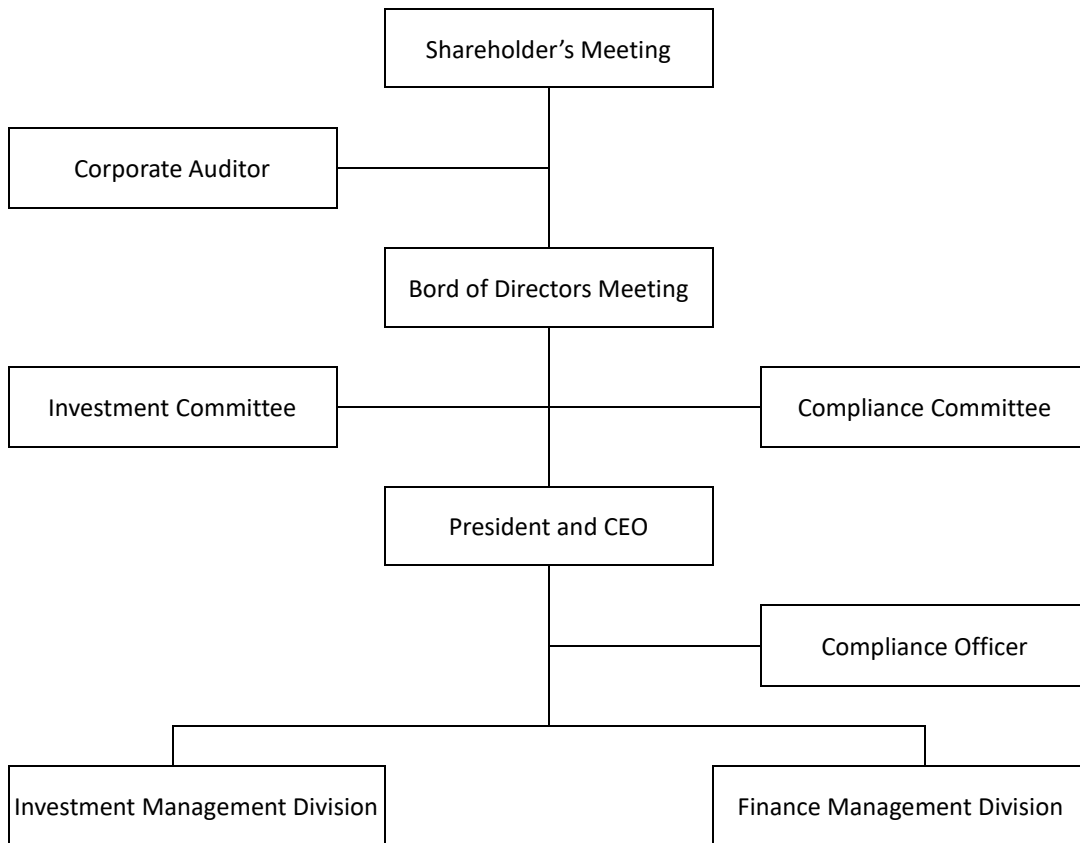 Shareholder’s Meeting
Corporate Auditor
Bord of Directors Meeting
Investment Committee
Compliance Committee
President and CEO
Compliance Officer
Investment Management Division
Finance Management Division